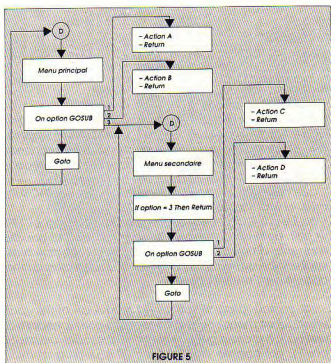 D
Menu principal
On option GOSUB
1
2
3
Goto
– Action A
– Return
– Action B
– Return
D
Menu secondaire
If option = 3 Then Return
On option GOSUB
1
2
Goto
– Action C
– Return
– Action D
– Return
FIGURE 5